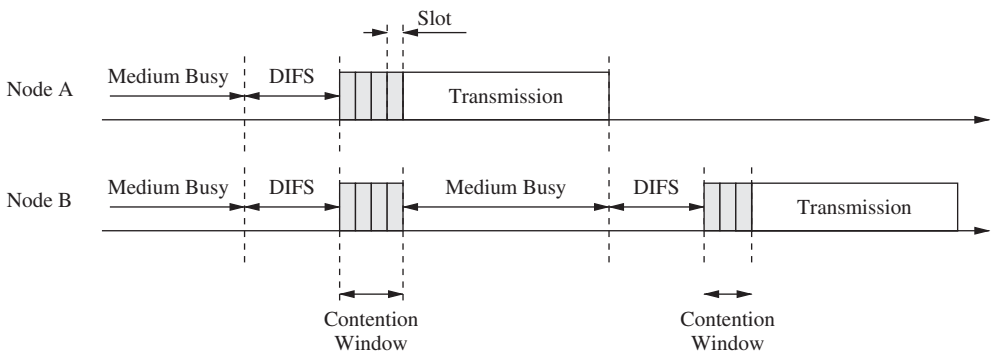 Slot
Medium Busy
DIFS
Node A
Transmission
Medium Busy
DIFS
Medium Busy
DIFS
Node B
Transmission
Contention
Window
Contention
Window